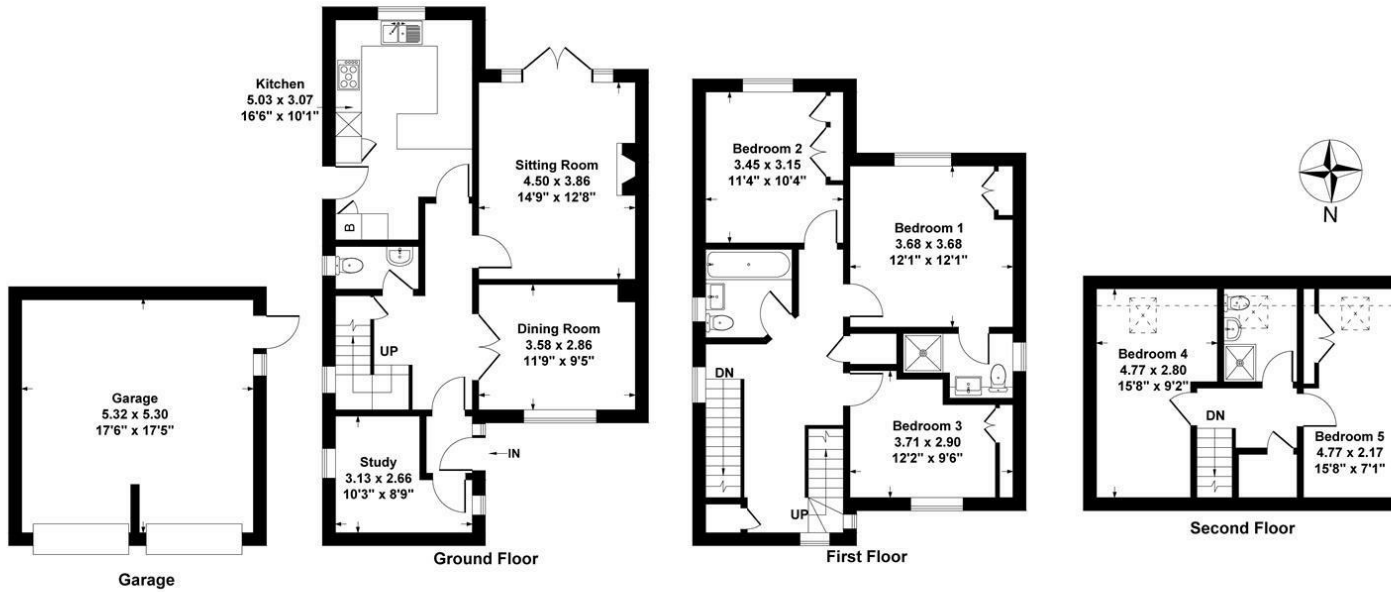 Kitchen
5.03 x 3.07
16'6" x 10'1"
B
Sitting Room
4.50 x 3.86
14'9" x 12'8"
Dining Room
3.58 x 2.86
11'9" x 9'5"
UP
IN
Study
3.13 x 2.66
10'3" x 8'9"
Ground Floor
Garage
5.32 x 5.30
17'6" x 17'5"
Garage
Bedroom 2
3.45 x 3.15
11'4" x 10'4"
Bedroom 1
3.68 x 3.68
12'1" x 12'1"
DN
Bedroom 3
3.71 x 2.90
12'2" x 9'6"
UP
First Floor
N
Bedroom 4
4.77 x 2.80
15'8" x 9'2"
DN
Bedroom 5
4.77 x 2.17
15'8" x 7'1"
Second Floor